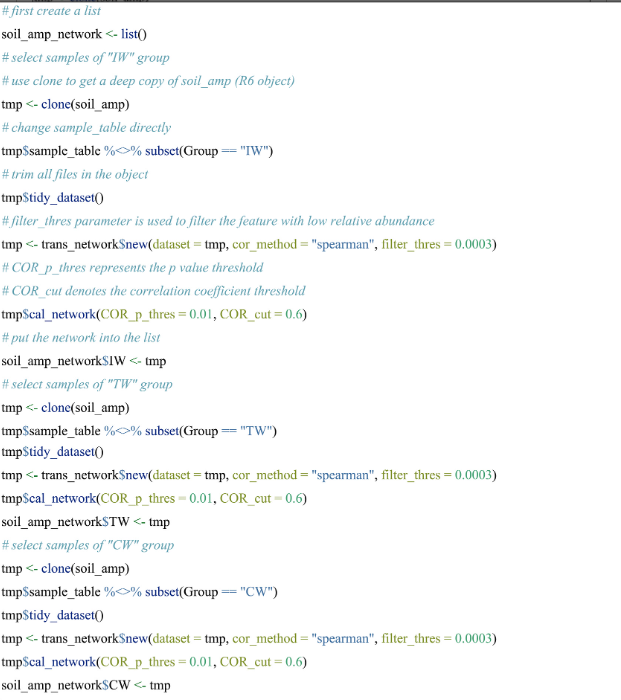 # first create a list
soil_amp_network <- list()
# select samples of "IW" group
# use clone to get a deep copy of soil_amp (R6 object)
tmp <- clone(soil_amp)
# change sample_table directly
tmp$sample_table %<>% subset(Group == "IW")
# trim all files in the object
tmp$tidy_dataset()
# filter_thres parameter is used to filter the feature with low relative abundance
tmp <- trans_network$new(dataset = tmp, cor_method = "spearman", filter_thres = 0.0003)
# COR_p_thres represents the p value threshold
# COR_cut denotes the correlation coefficient threshold
tmp$cal_network(COR_p_thres = 0.01, COR_cut = 0.6)
# put the network into the list
soil_amp_network$IW <- tmp
# select samples of "TW" group
tmp <- clone(soil_amp)
tmp$sample_table %<>% subset(Group == "TW")
tmp$tidy_dataset()
tmp <- trans_network$new(dataset = tmp, cor_method = "spearman", filter_thres = 0.0003)
tmp$cal_network(COR_p_thres = 0.01, COR_cut = 0.6)
soil_amp_network$TW <- tmp
# select samples of "CW" group
tmp <- clone(soil_amp)
tmp$sample_table %<>% subset(Group == "CW")
tmp$tidy_dataset()
tmp <- trans_network$new(dataset = tmp, cor_method = "spearman", filter_thres = 0.0003)
tmp$cal_network(COR_p_thres = 0.01, COR_cut = 0.6)
soil_amp_network$CW <- tmp